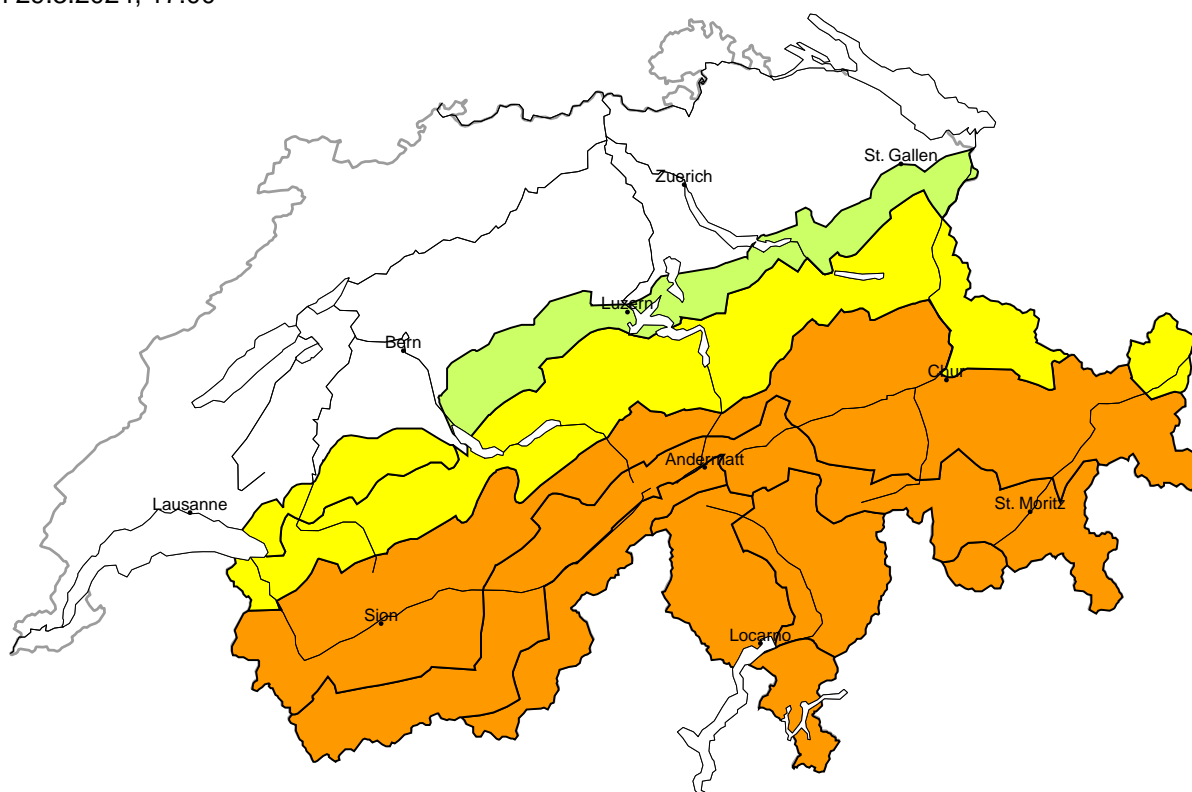 St. Gallen
Zuerich
Luzern
Bern
Chur
Andermatt
Lausanne
St. Moritz
Sion
Locarno